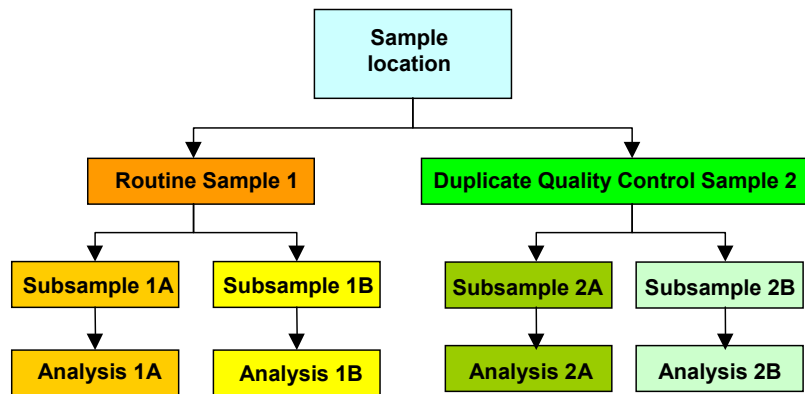 Sample
location
Routine Sample 1
Duplicate Quality Control Sample 2
Subsample 1A
Subsample 1B
Subsample 2A
Subsample 2B
Analysis 1A
Analysis 1B
Analysis 2A
Analysis 2B